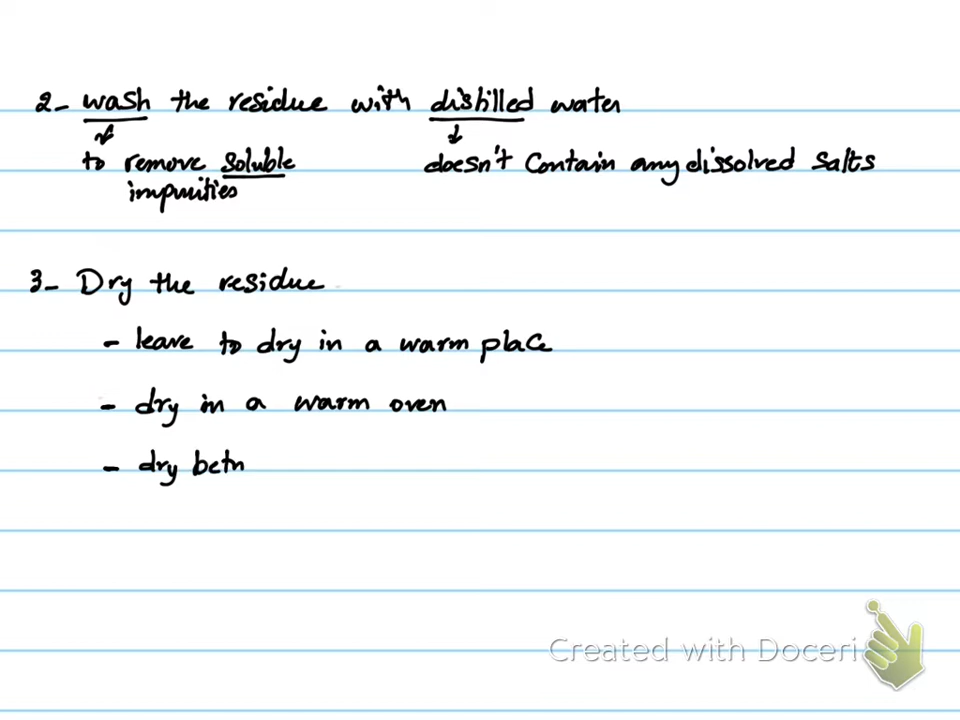 2- wash the residue with distilled water
to remove soluble doesn't contain any dissolved salts
impurities
3- Dry the residue
- leave to dry in a warm place
- dry in a warm oven
- dry betn
Created with Doceri